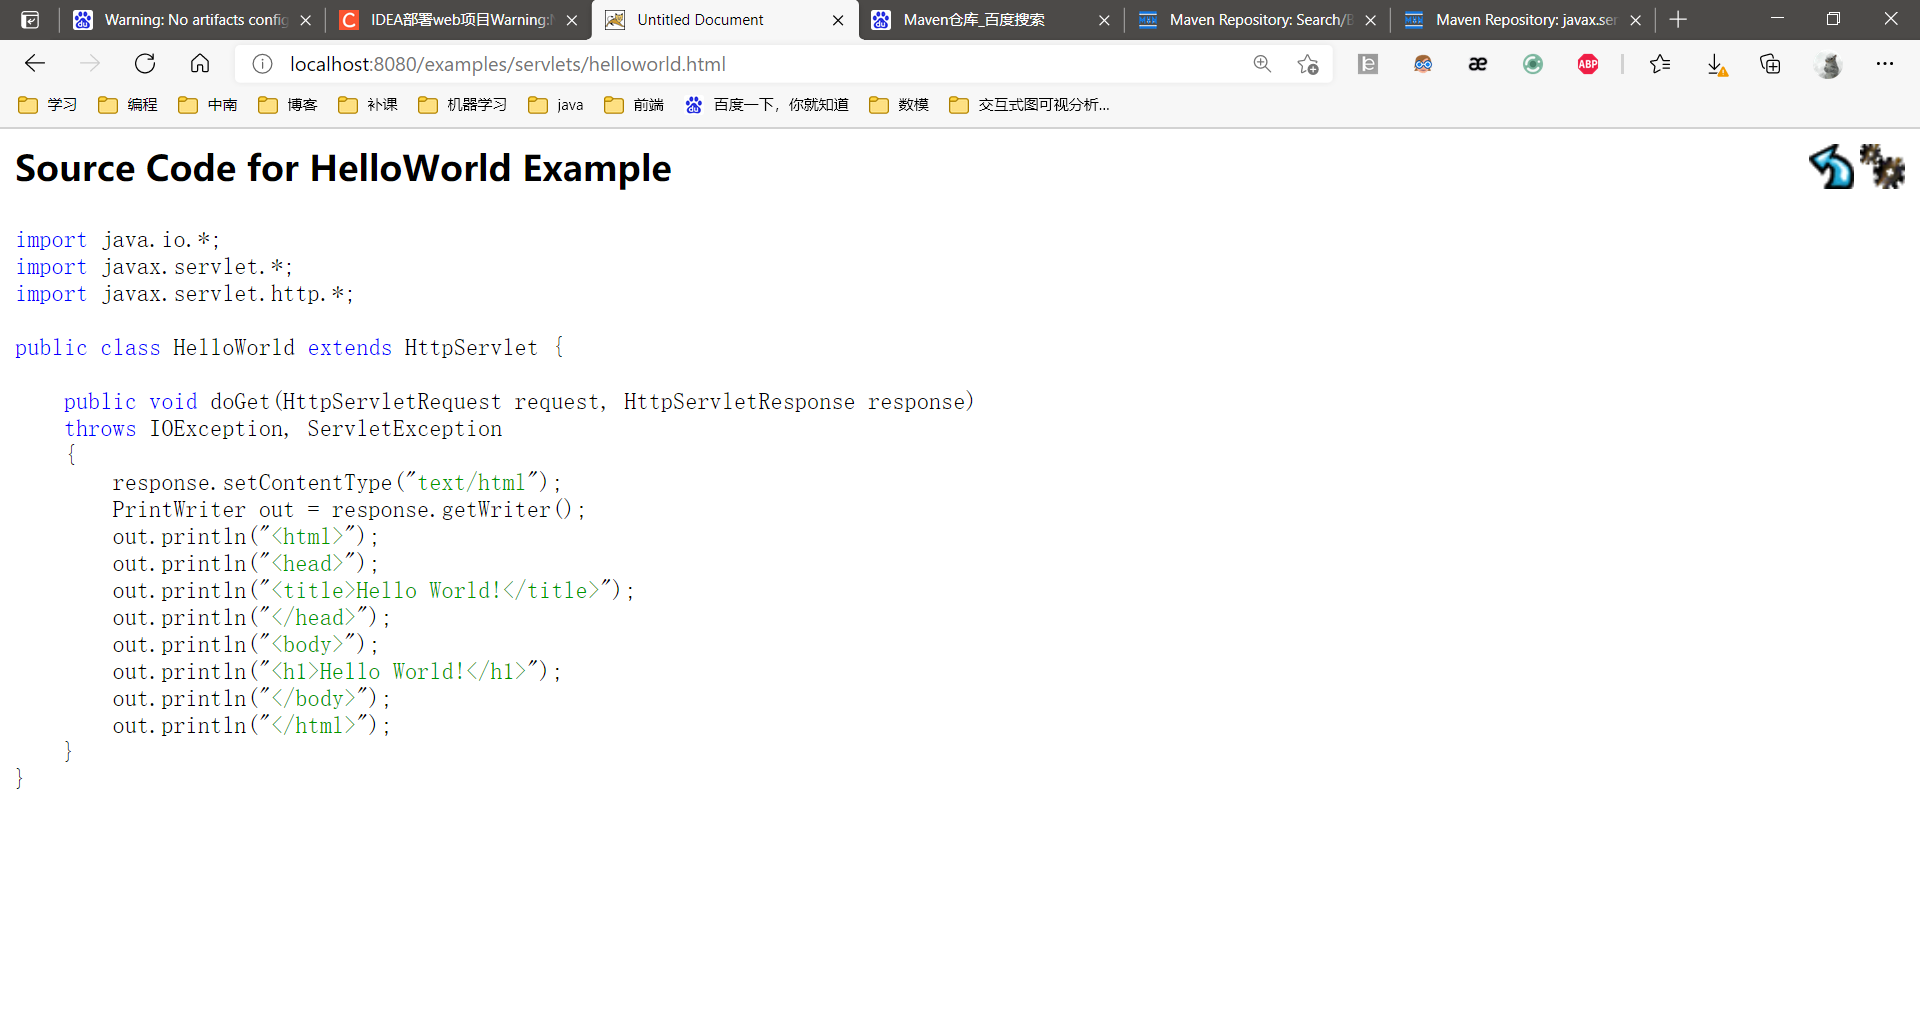 Warning: No artifacts config
IDEA部署web项目Warning:
Untitled Document
Maven仓库_百度搜索
Maven Repository: Search/
Maven Repository: javax.ser
localhost:8080/examples/servlets/helloworld.html
ABP
学习 编程 中南 博客 补课 机器学习 java 前端 百度一下，你就知道 数模 交互式图可视分析...
Source Code for HelloWorld Example
import java.io.*;
import javax.servlet.*;
import javax.servlet.http.*;
public class HelloWorld extends HttpServlet {
public void doGet(HttpServletRequest request, HttpServletResponse response)
throws IOException, ServletException
{
response.setContentType("text/html");
PrintWriter out = response.getWriter();
out.println("<html>");
out.println("<head>");
out.println("<title>Hello World!</title>");
out.println("</head>");
out.println("<body>");
out.println("<h1>Hello World!</h1>");
out.println("</body>");
out.println("</html>");
}
}